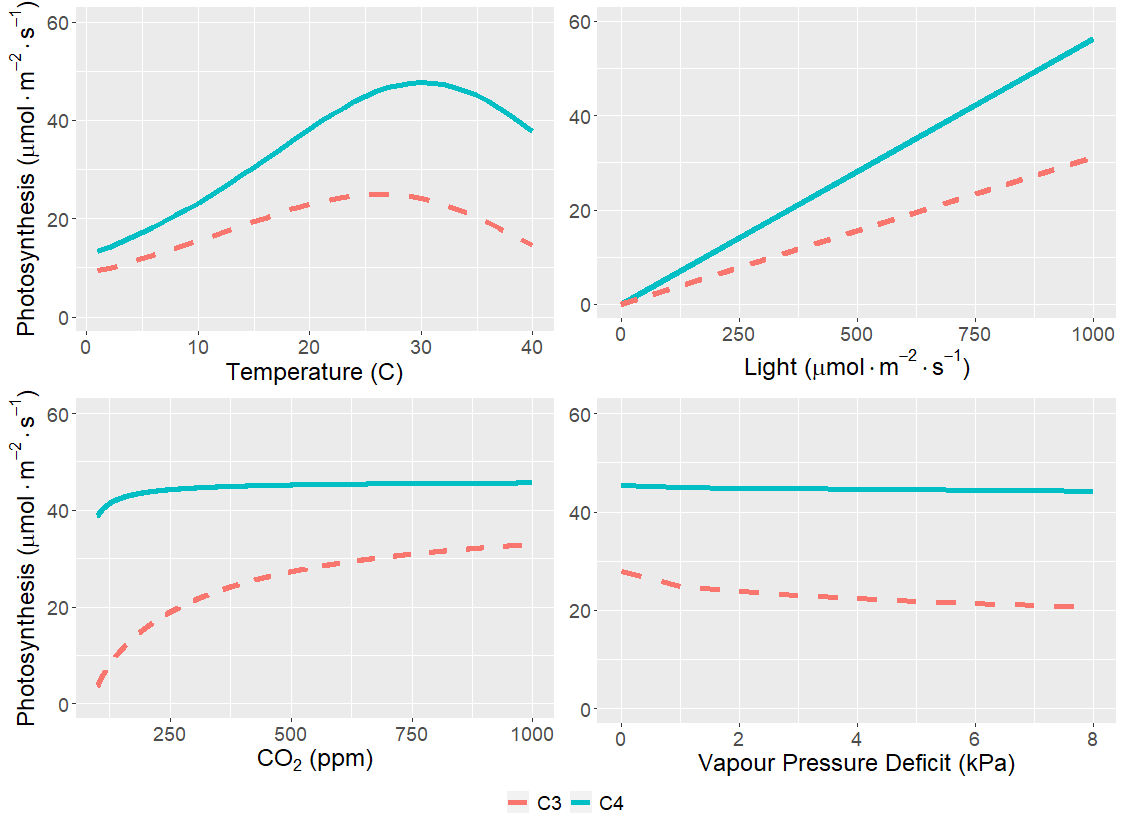 Photosynthesis (μmol·m⁻²·s⁻¹)
60
40
20
0
0 10 20 30 40
Temperature (C)
60
40
20
0
0 250 500 750 1000
Light (μmol·m⁻²·s⁻¹)
Photosynthesis (μmol·m⁻²·s⁻¹)
60
40
20
0
250 500 750 1000
CO₂ (ppm)
60
40
20
0
0 2 4 6 8
Vapour Pressure Deficit (kPa)
C3 C4